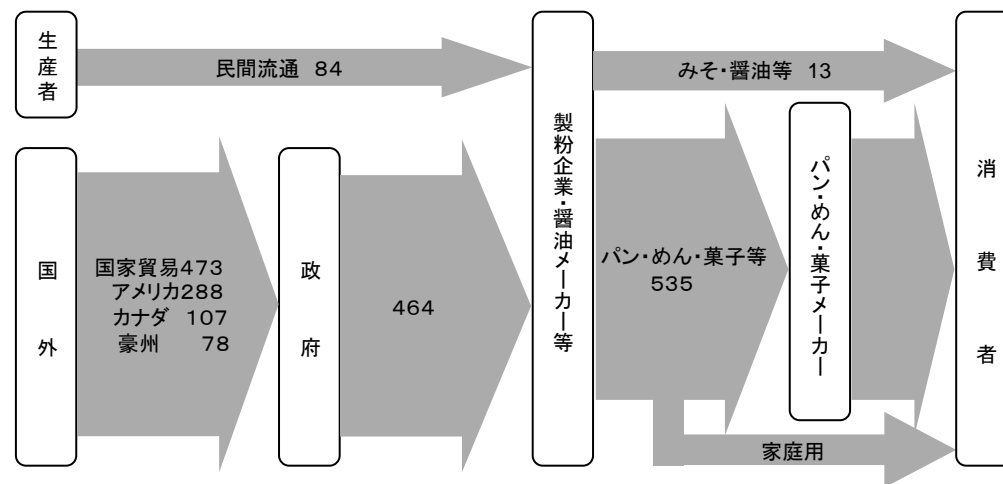 生産者
民間流通 84
みそ・醤油等 13
国外
国家貿易473
アメリカ288
カナダ 107
豪州 78
政府
464
製粉企業・醤油メーカー等
パン・めん・菓子等
535
パン・めん・菓子メーカー
家庭用
消費者